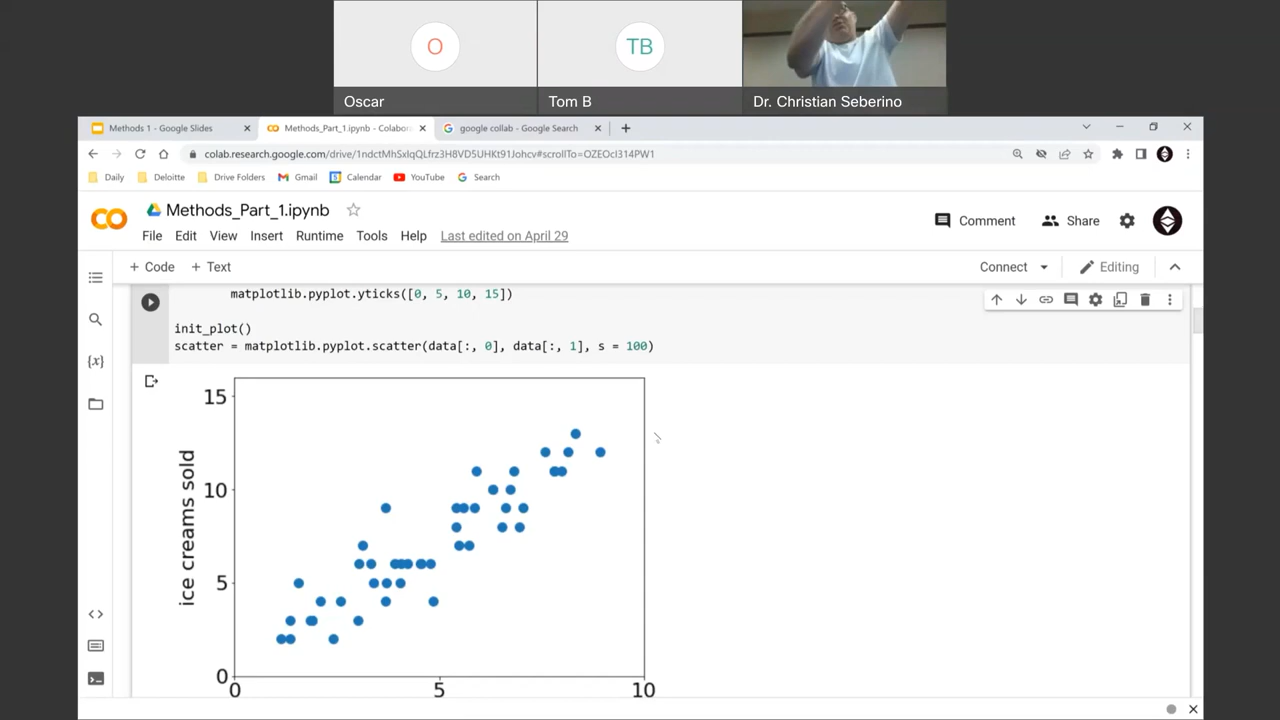 O
TB
Oscar
Tom B
Dr. Christian Seberino
Methods 1 - Google Slides
Methods_Part_1.ipynb - Colabora
google collab - Google Search
colab.research.google.com/drive/1ndctMhSxIqQLfrz3H8VD5UHKt91Johcv#scrollTo=OZEOcI314PW1
Daily
Deloitte
Drive Folders
Gmail
Calendar
YouTube
Search
Methods_Part_1.ipynb
Comment
Share
File Edit View Insert Runtime Tools Help Last edited on April 29
+ Code + Text
Connect
Editing
{x}
matplotlib.pyplot.yticks([0, 5, 10, 15])
init_plot()
scatter = matplotlib.pyplot.scatter(data[:, 0], data[:, 1], s = 100)
15
10
5
0
ice creams sold
0 5 10